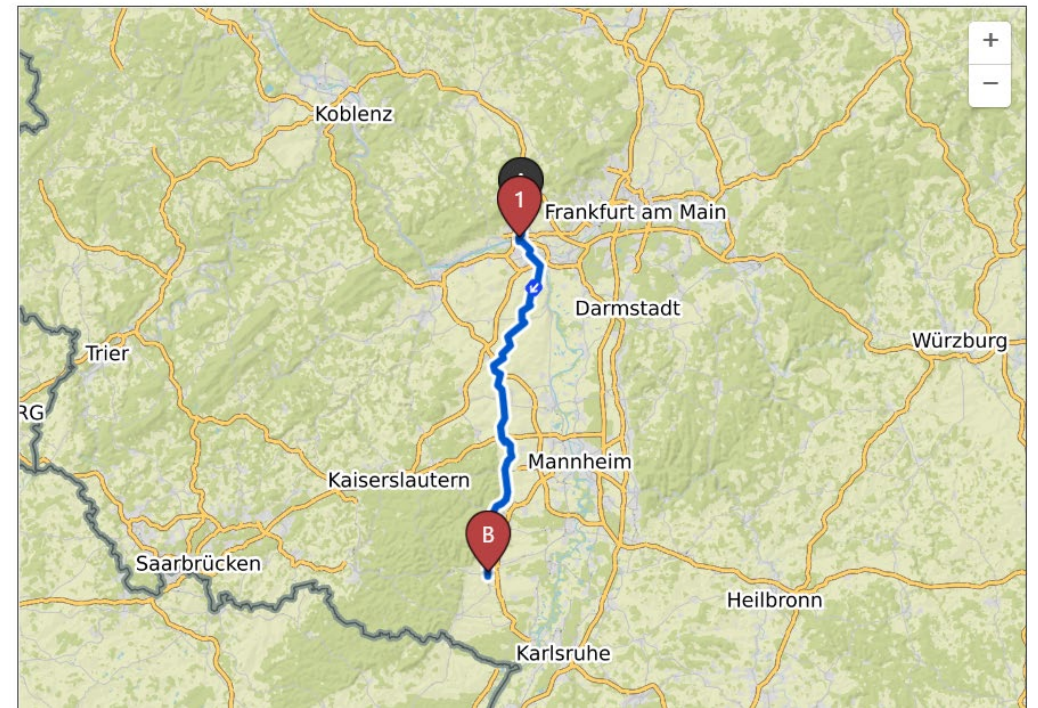 +
−
Koblenz
1
Frankfurt am Main
Darmstadt
Würzburg
Trier
RG
Mannheim
Kaiserslautern
B
Saarbrücken
Heilbronn
Karlsruhe